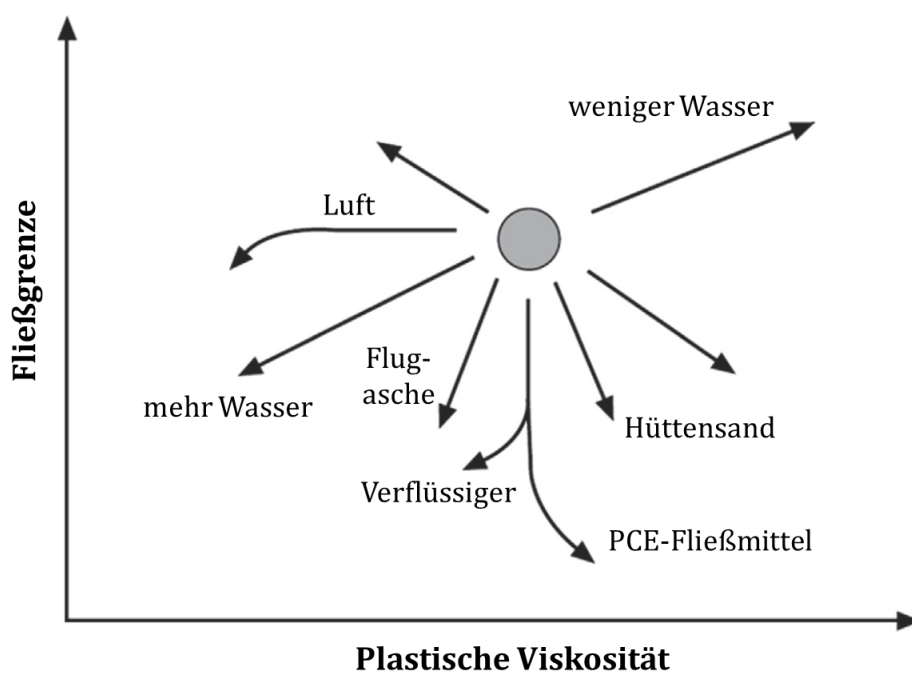 weniger Wasser
Luft
Fließgrenze
Flug-
asche
mehr Wasser
Hüttensand
Verflüssiger
PCE-Fließmittel
Plastische Viskosität